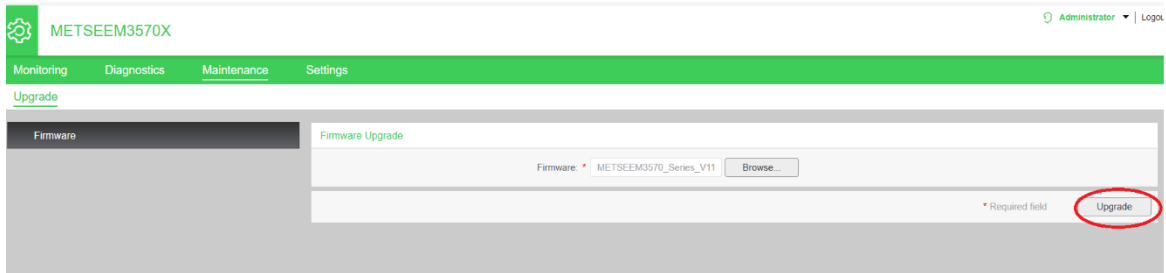 METSEEM3570X
Administrator | Logou
Monitoring Diagnostics Maintenance Settings
Upgrade
Firmware
Firmware Upgrade
Firmware: * METSEEM3570_Series_V11 Browse...
* Required field Upgrade